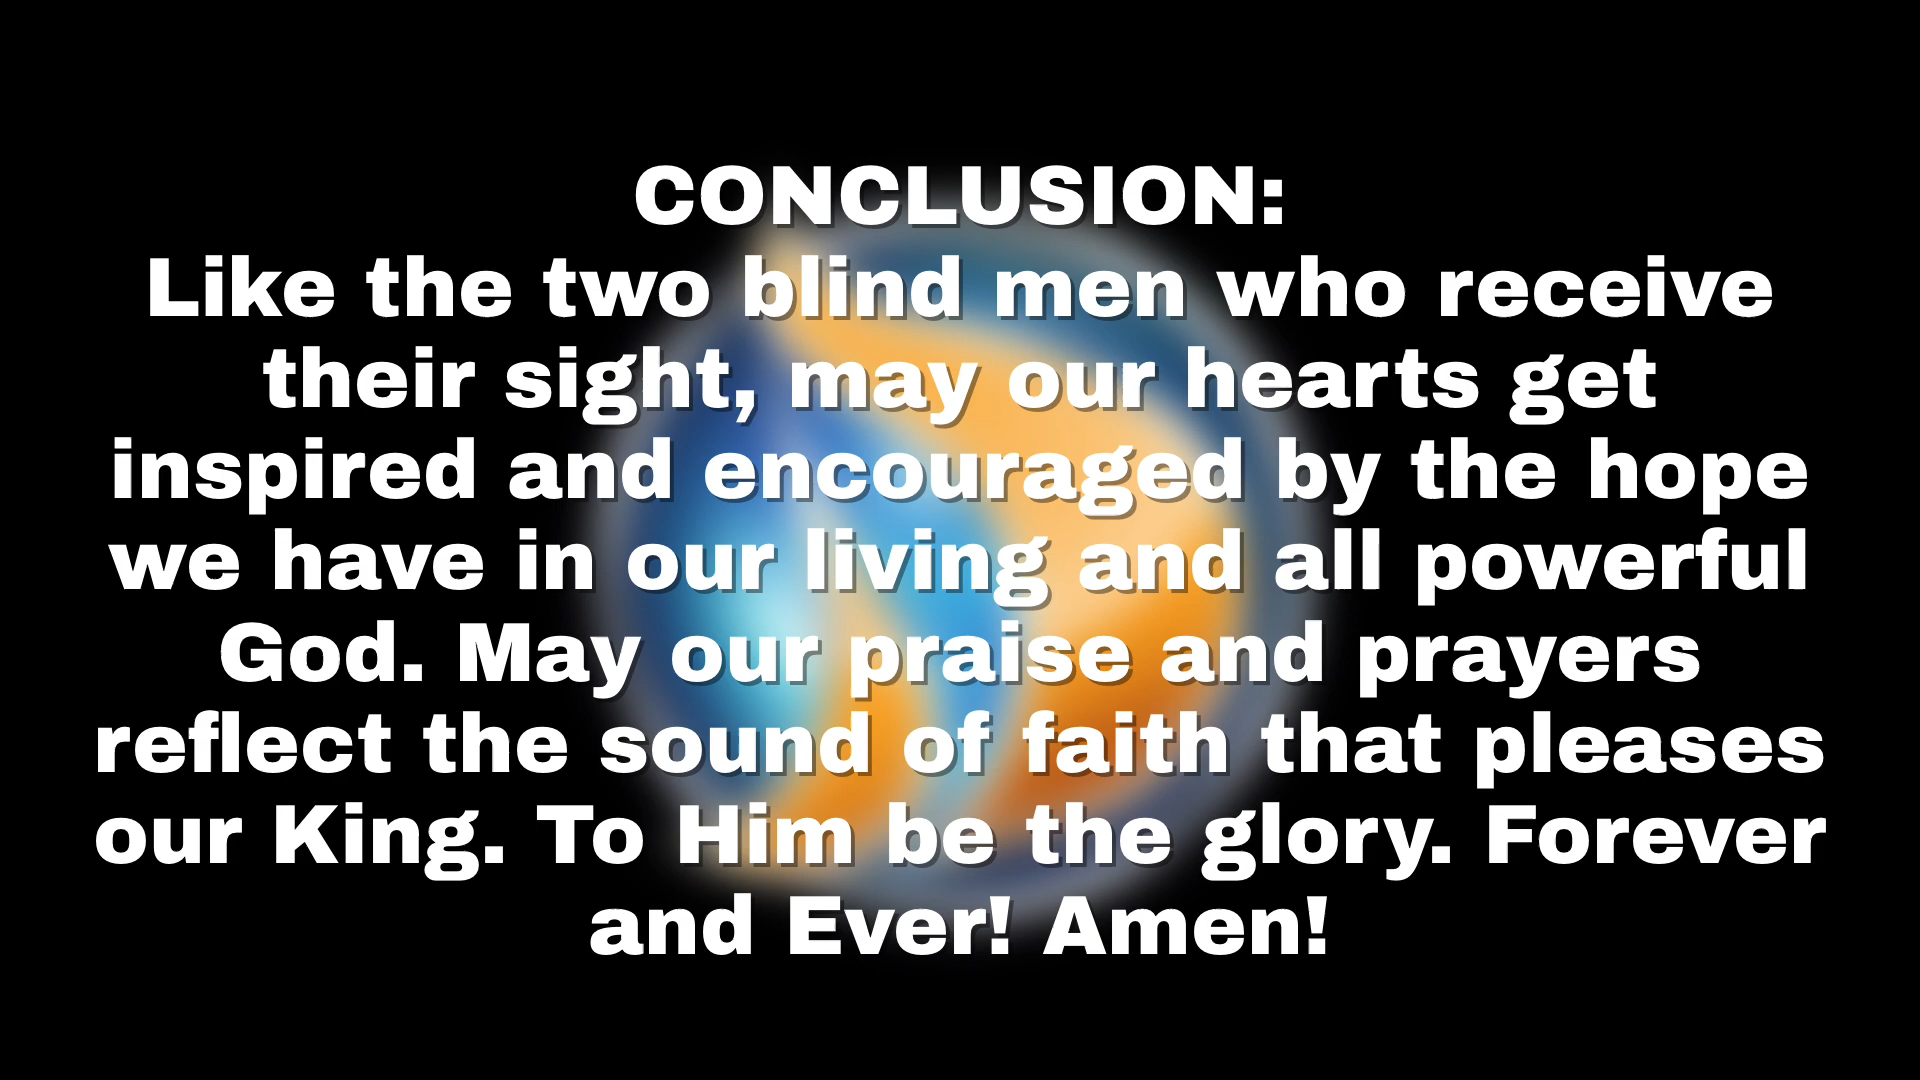 CONCLUSION:
Like the two blind men who receive
their sight, may our hearts get
inspired and encouraged by the hope
we have in our living and all powerful
God. May our praise and prayers
reflect the sound of faith that pleases
our King. To Him be the glory. Forever
and Ever! Amen!